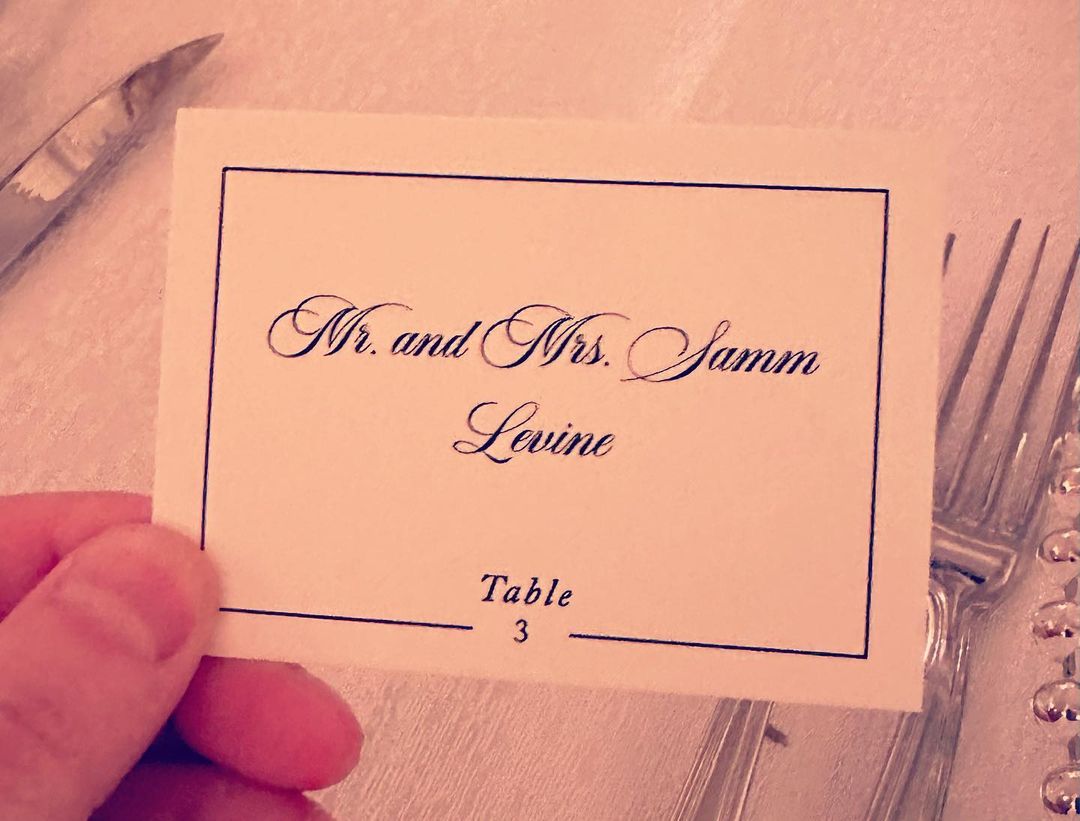 Mr. and Mrs. Samm
Levine
Table
3